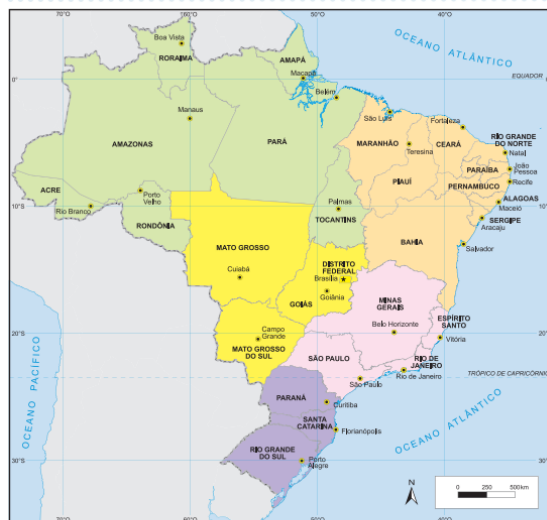 70°
50°
40°
OCEANO ATLÂNTICO
Boa Vista
RORAIMA
AMAPÁ
Macapá
0°
EQUADOR
Belém
São Luís
Fortaleza
Manaus
AMAZONAS
PARÁ
MARANHÃO
CEARÁ
RIO GRANDE
DO NORTE
Teresina
Natal
PARAÍBA
João
Pessoa
PIAUÍ
PERNAMBUCO
Recife
ACRE
Porto
Velho
Palmas
ALAGOAS
Maceió
10°
Rio Branco
RONDÔNIA
TOCANTINS
SERGIPE
Aracaju
MATO GROSSO
BAHIA
DISTRITO
FEDERAL
Salvador
Cuiabá
Brasília
Goiânia
GOIÁS
MINAS
GERAIS
Belo Horizonte
ESPÍRITO
SANTO
20°
Campo
Grande
Vitória
MATO GROSSO
DO SUL
SÃO PAULO
RIO DE
JANEIRO
Rio de Janeiro
São Paulo
TRÓPICO DE CAPRICÓRNIO
PARANÁ
Curitiba
SANTA
CATARINA
Florianópolis
OCEANO PACÍFICO
OCEANO ATLÂNTICO
RIO GRANDE
DO SUL
Porto
Alegre
30°
N
0 250 500km
70°
50°
40°